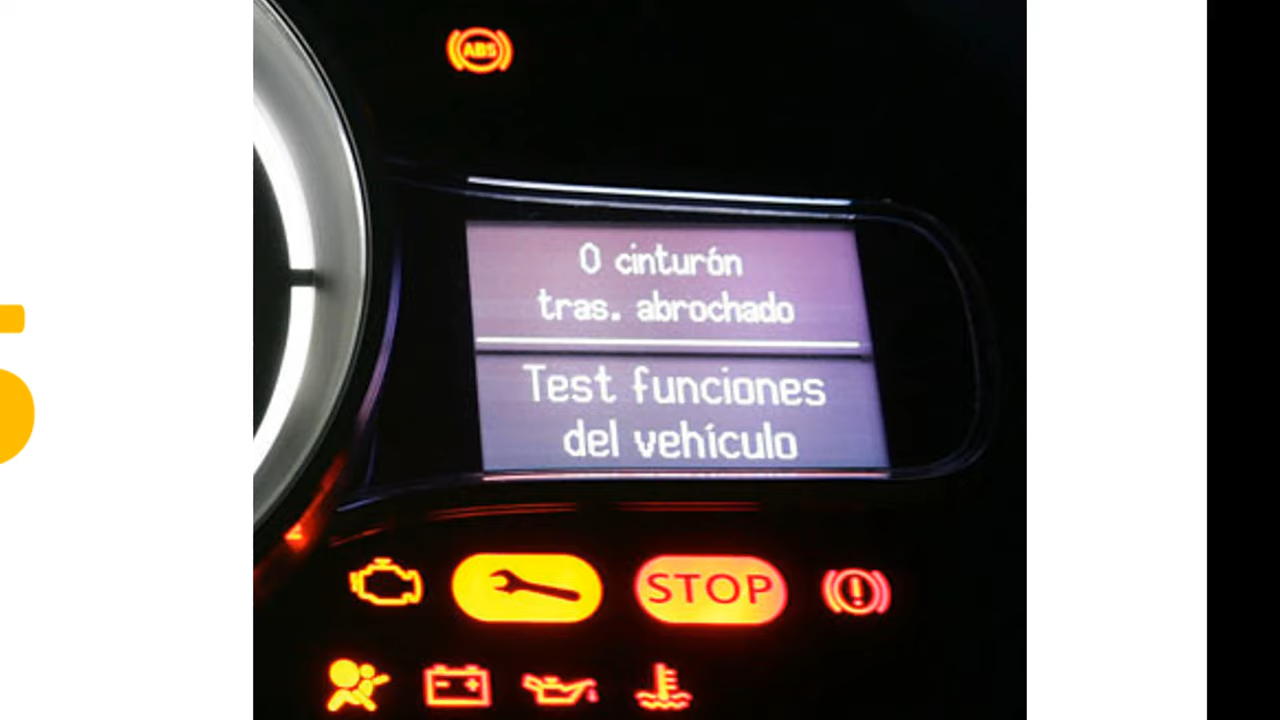 ABS
0 cinturón
tras. abrochado
Test funciones
del vehículo
STOP